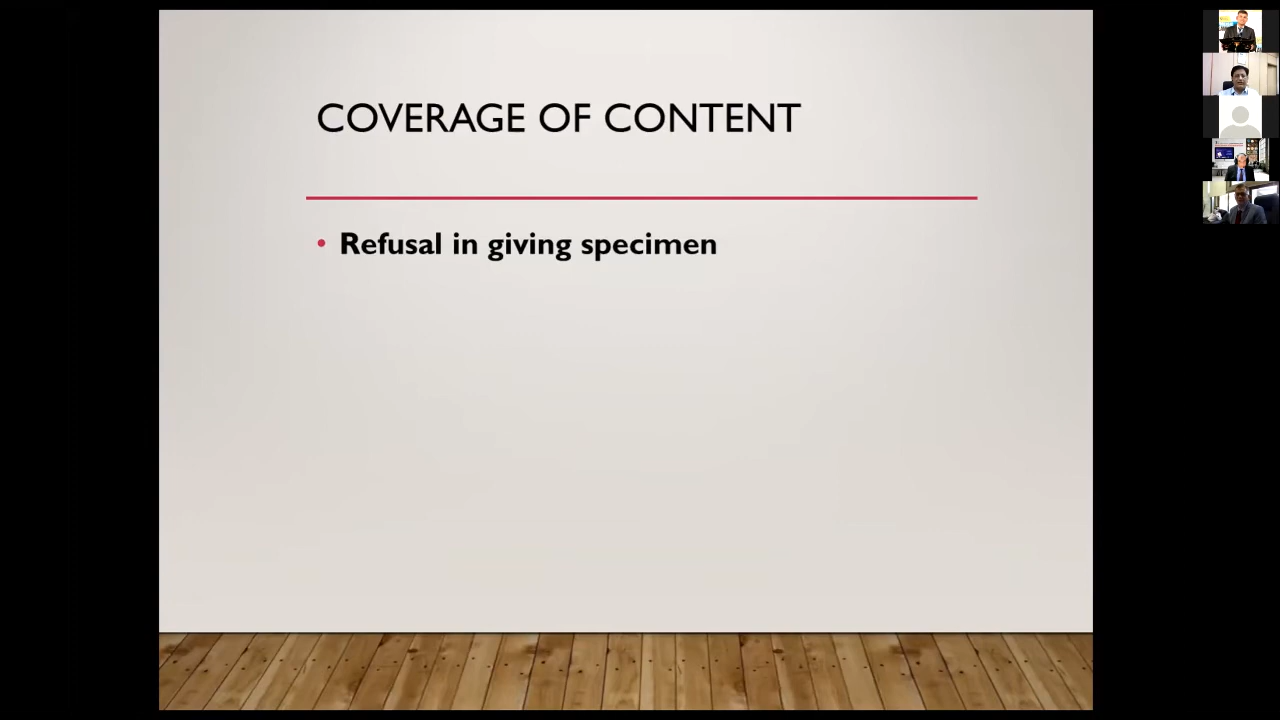 COVERAGE OF CONTENT
• Refusal in giving specimen